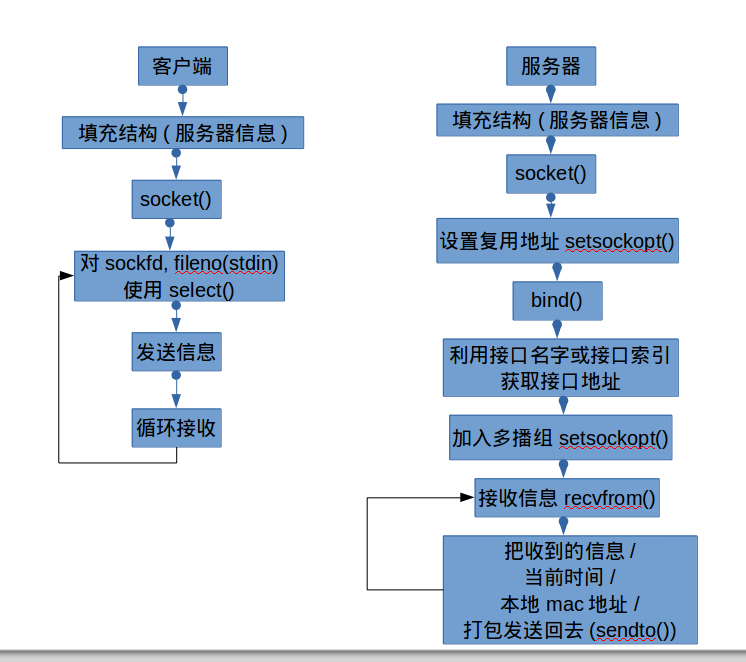 客户端
填充结构 ( 服务器信息 )
socket()
对 sockfd, fileno(stdin)
使用 select()
发送信息
循环接收
服务器
填充结构 ( 服务器信息 )
socket()
设置复用地址 setsockopt()
bind()
利用接口名字或接口索引
获取接口地址
加入多播组 setsockopt()
接收信息 recvfrom()
把收到的信息 /
当前时间 /
本地 mac 地址 /
打包发送回去 (sendto())